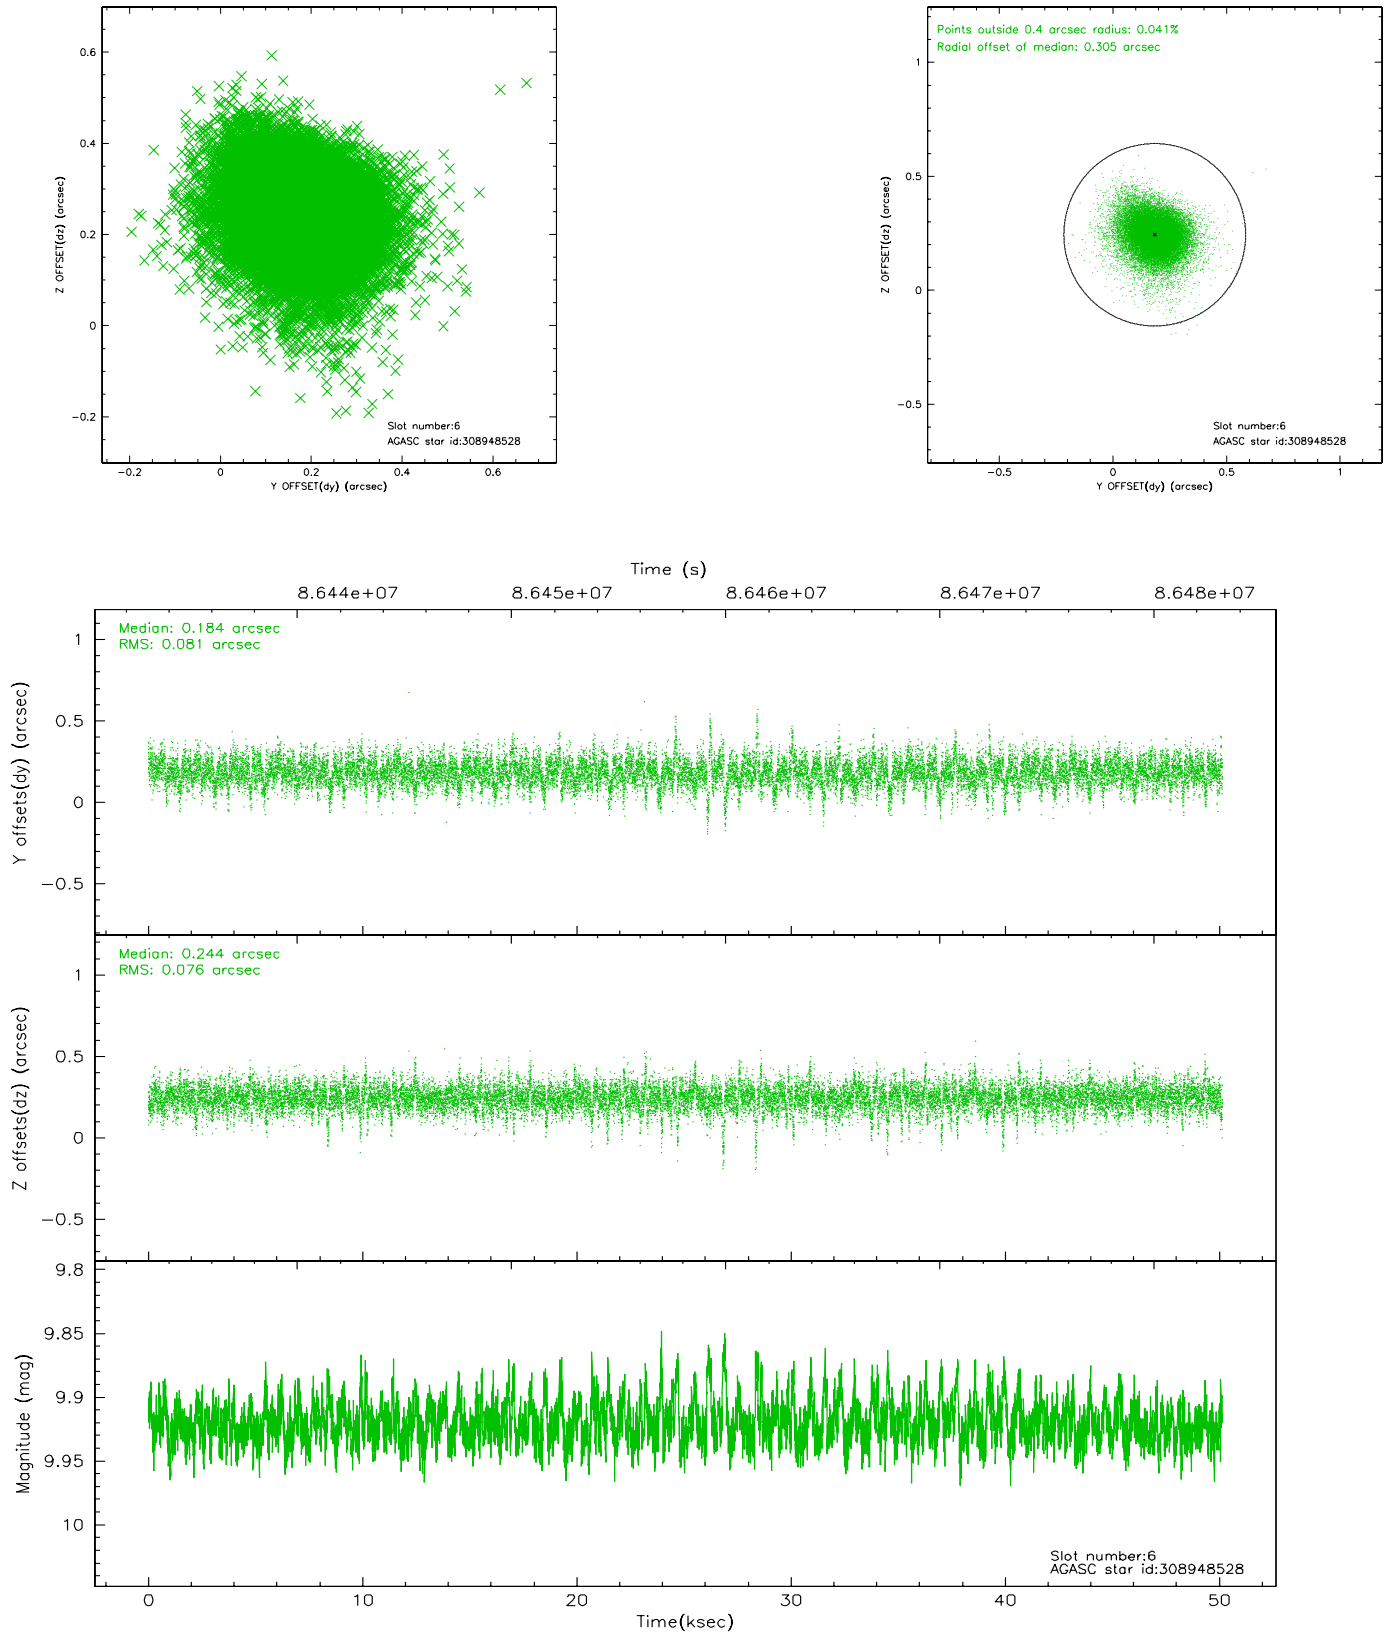 0.6
0.4
0.2
0
−0.2
Z OFFSET(dz) (arcsec)
Slot number:6
AGASC star id:308948528
−0.2 0 0.2 0.4 0.6
Y OFFSET(dy) (arcsec)
Points outside 0.4 arcsec radius: 0.041%
Radial offset of median: 0.305 arcsec
1
0.5
0
−0.5
Z OFFSET(dz) (arcsec)
Slot number:6
AGASC star id:308948528
−0.5 0 0.5 1
Y OFFSET(dy) (arcsec)
Time (s)
8.644e+07 8.645e+07 8.646e+07 8.647e+07 8.648e+07
Median: 0.184 arcsec
RMS: 0.081 arcsec
1
0.5
0
−0.5
Y offsets(dy) (arcsec)
Median: 0.244 arcsec
RMS: 0.076 arcsec
1
0.5
0
−0.5
Z offsets(dz) (arcsec)
9.8
9.85
9.9
9.95
10
Magnitude (mag)
Slot number:6
AGASC star id:308948528
0 10 20 30 40 50
Time(ksec)